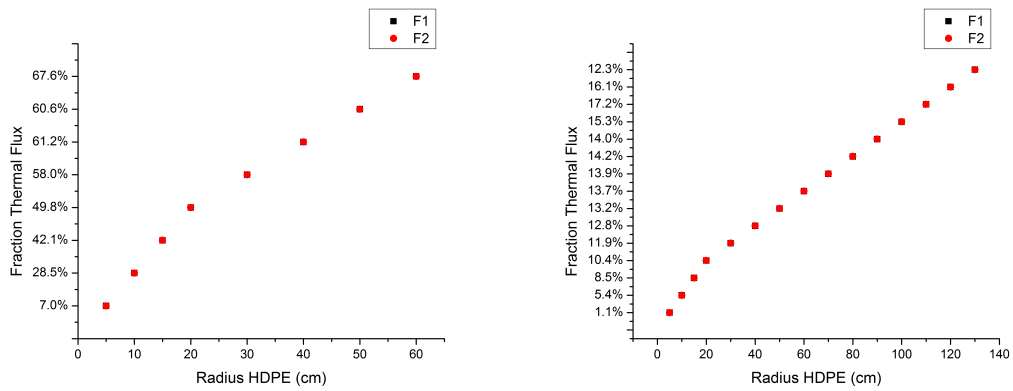 F1
F2
67.6%
60.6%
61.2%
58.0%
49.8%
42.1%
28.5%
7.0%
Fraction Thermal Flux
0 10 20 30 40 50 60
Radius HDPE (cm)
F1
F2
12.3%
16.1%
17.2%
15.3%
14.0%
14.2%
13.9%
13.7%
13.2%
12.8%
11.9%
10.4%
8.5%
5.4%
1.1%
Fraction Thermal Flux
0 20 40 60 80 100 120 140
Radius HDPE (cm)